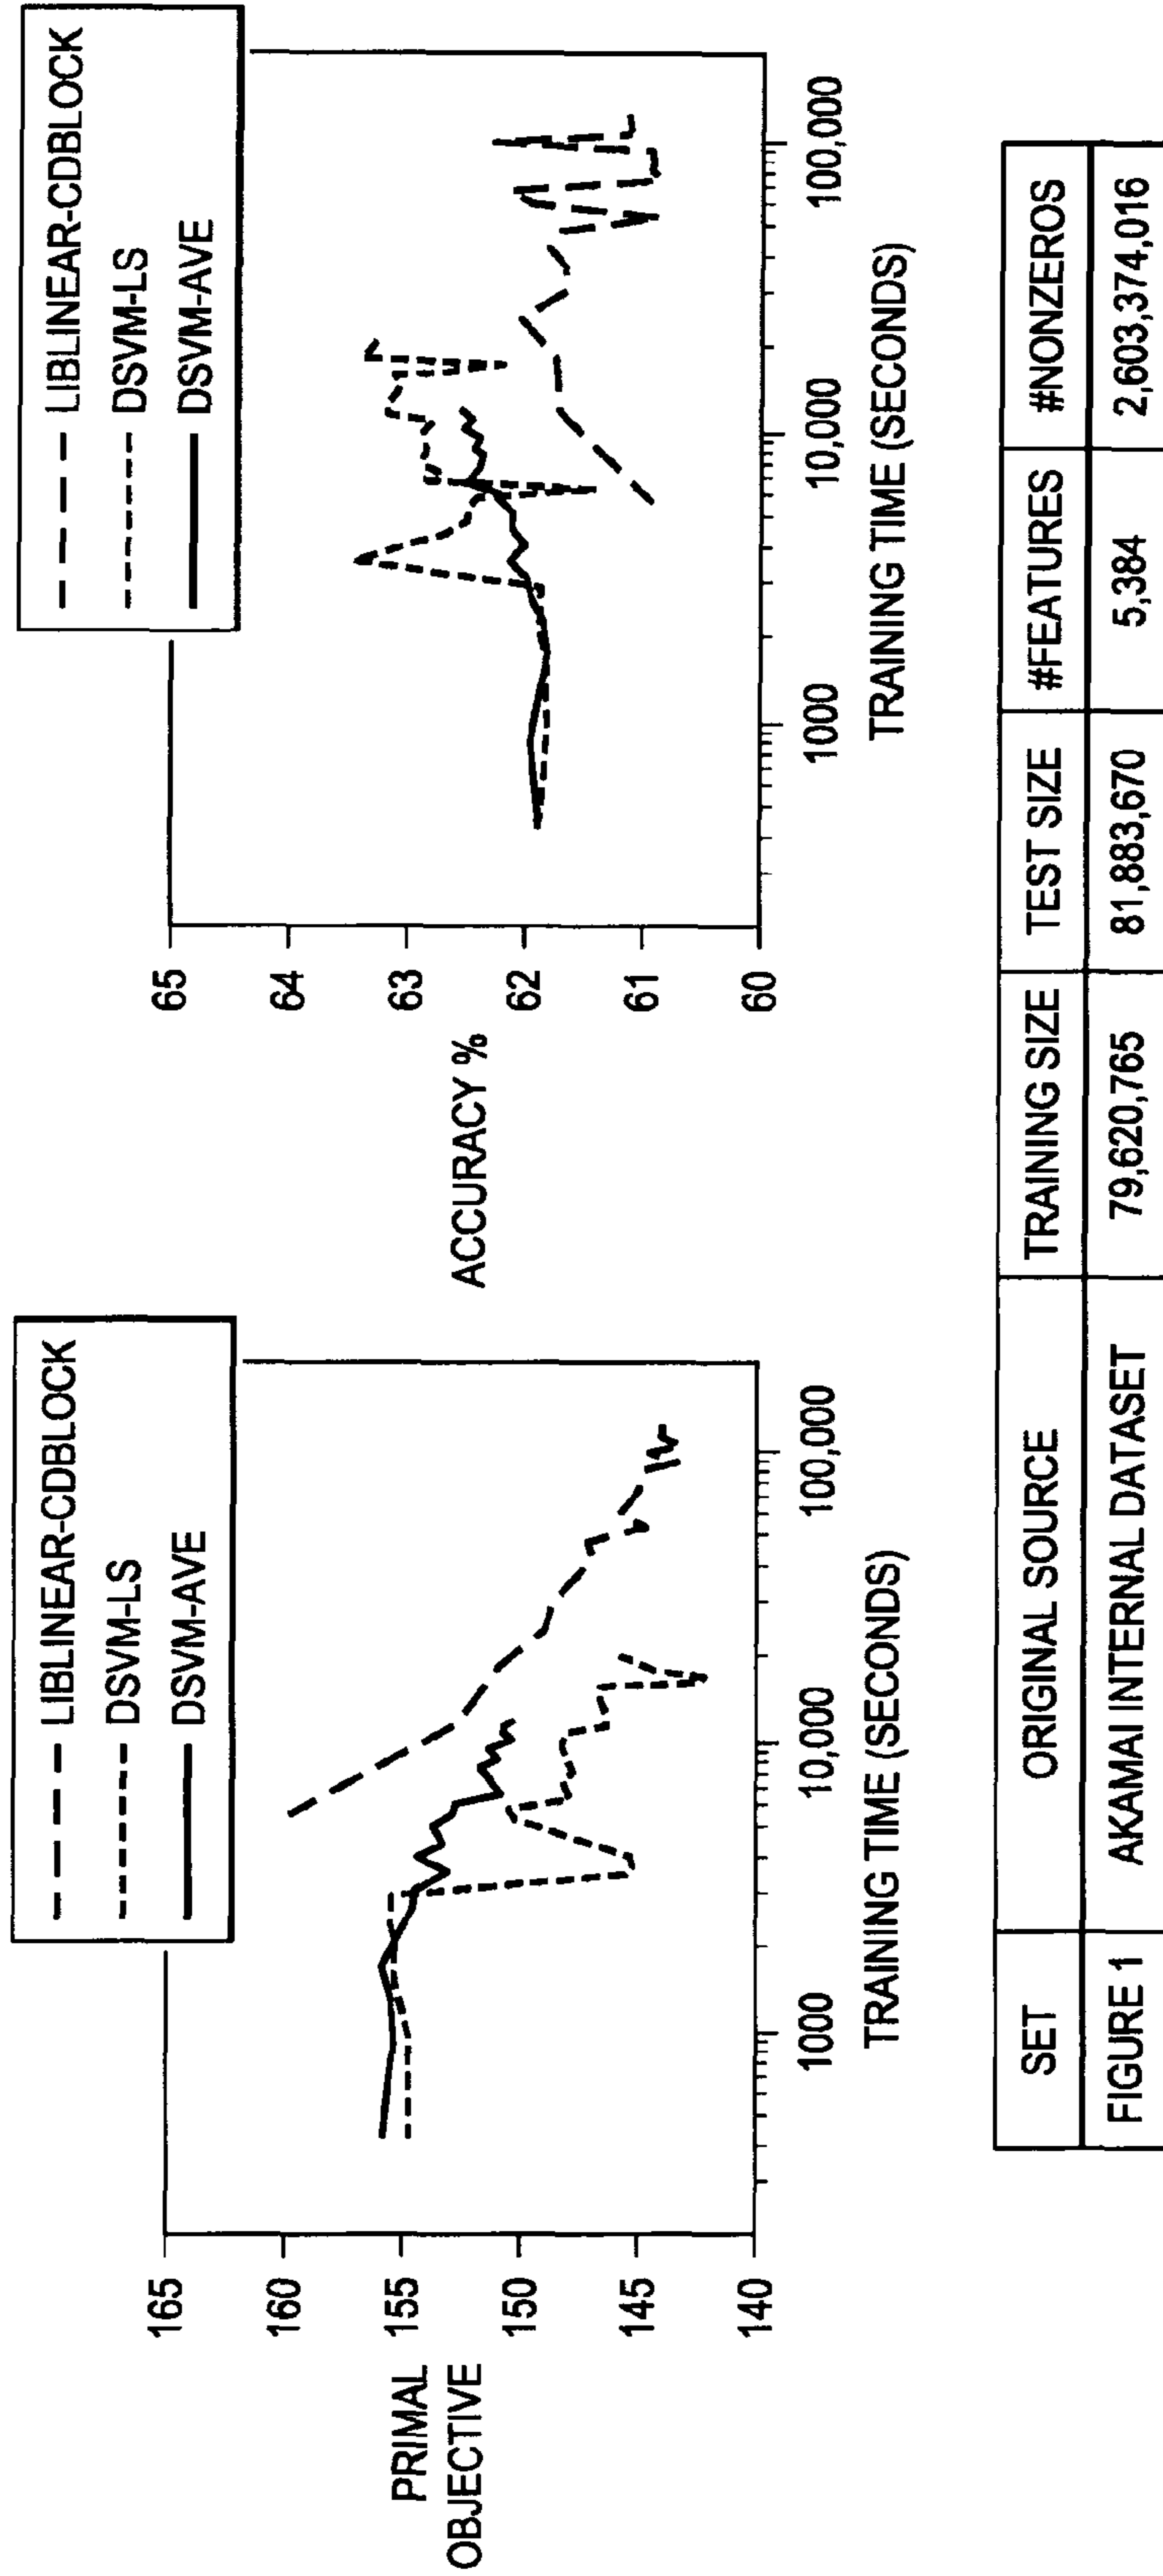 LIBLINEAR-CDBLOCK
DSVM-LS
DSVM-AVE
PRIMAL
OBJECTIVE
165
160
155
150
145
140
1000
10,000
100,000
TRAINING TIME (SECONDS)
LIBLINEAR-CDBLOCK
DSVM-LS
DSVM-AVE
ACCURACY %
65
64
63
62
61
60
1000
10,000
100,000
TRAINING TIME (SECONDS)
SET ORIGINAL SOURCE TRAINING SIZE TEST SIZE #FEATURES #NONZEROS
FIGURE 1 AKAMAI INTERNAL DATASET 79,620,765 81,883,670 5,384 2,603,374,016